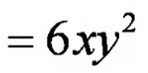 = 6xy²